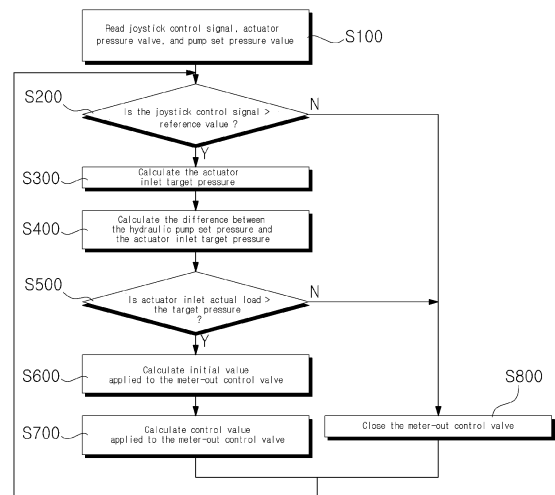 Read joystick control signal, actuator
pressure valve, and pump set pressure value
S100
S200
Is the joystick control signal >
reference value ?
N
Y
S300
Calculate the actuator
inlet target pressure
S400
Calculate the difference between
the hydraulic pump set pressure and
the actuator inlet target pressure
S500
Is actuator inlet actual load >
the target pressure
?
N
Y
S600
Calculate initial value
applied to the meter-out control valve
S800
S700
Calculate control value
applied to the meter-out control valve
Close the meter-out control valve